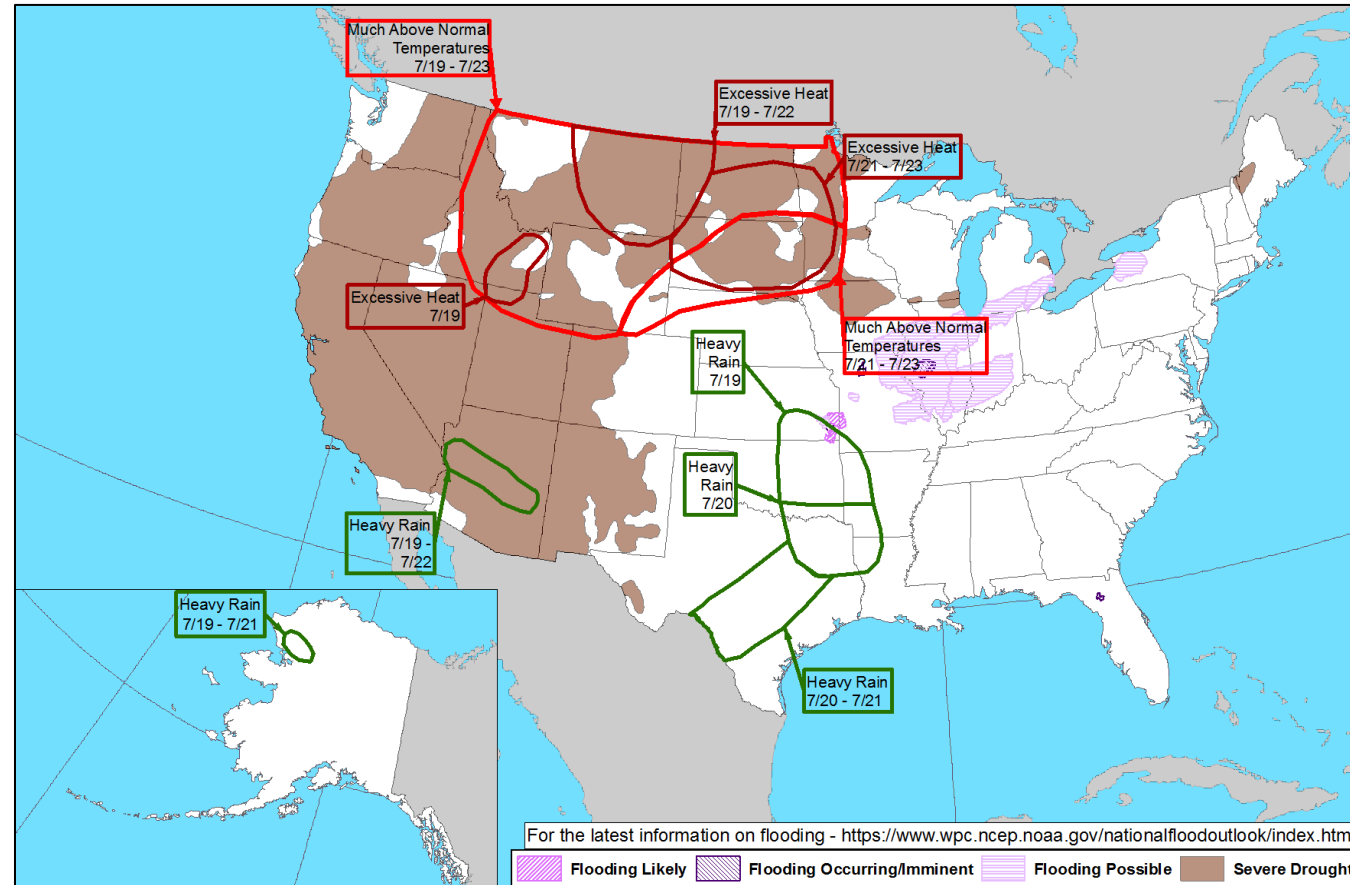 Much Above Normal
Temperatures
7/19 - 7/23
Excessive Heat
7/19 - 7/22
Excessive Heat
7/21 - 7/23
Excessive Heat
7/19
Much Above Normal
Temperatures
7/21 - 7/23
Heavy
Rain
7/19
Heavy
Rain
7/20
Heavy Rain
7/19 -
7/22
Heavy Rain
7/19 - 7/21
Heavy Rain
7/20 - 7/21
For the latest information on flooding - https://www.wpc.ncep.noaa.gov/nationalfloodoutlook/index.htm
Flooding Likely
Flooding Occurring/Imminent
Flooding Possible
Severe Drought